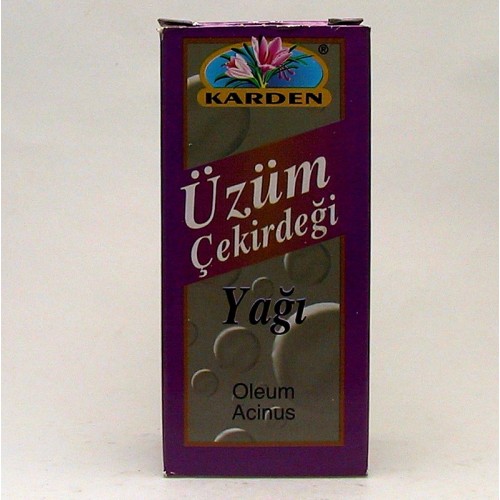 ®
KARDEN
Üzüm
Çekirdeği
Yağı
Oleum
Acinus